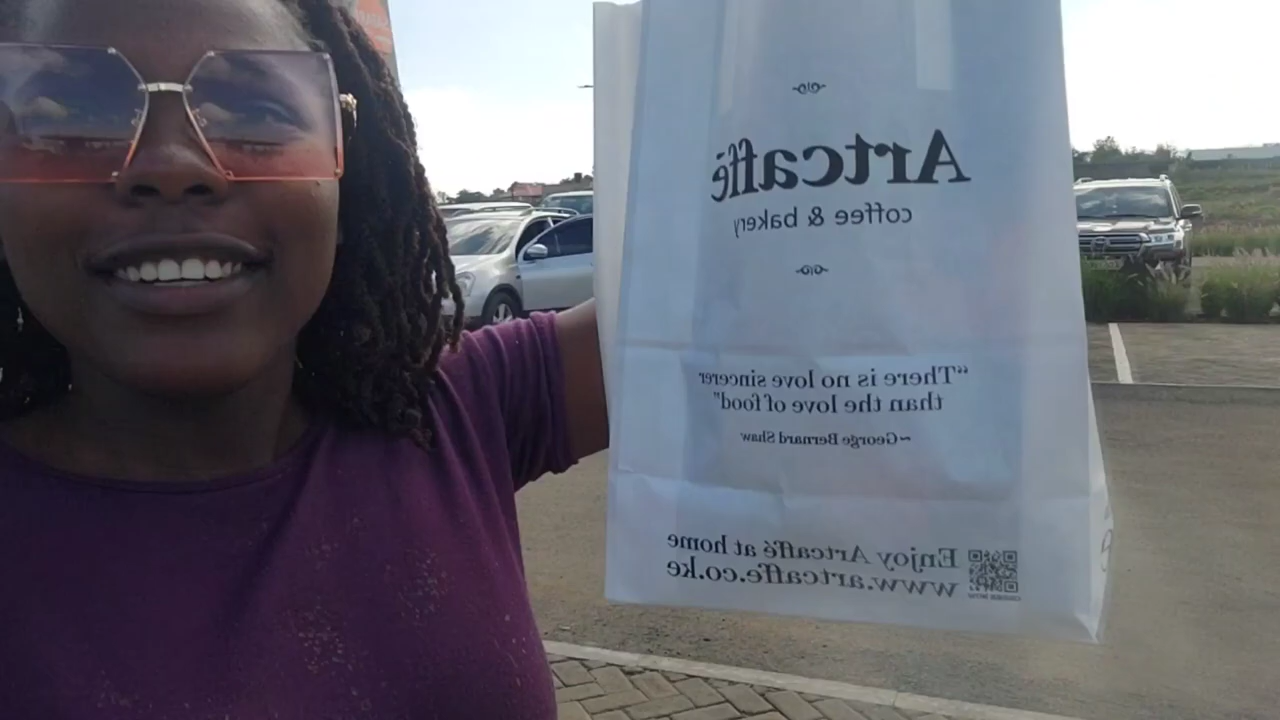 Artcaffé
coffee & bakery
“There is no love sincerer
than the love of food”
~George Bernard Shaw
Enjoy Artcaffé at home
www.artcaffe.co.ke